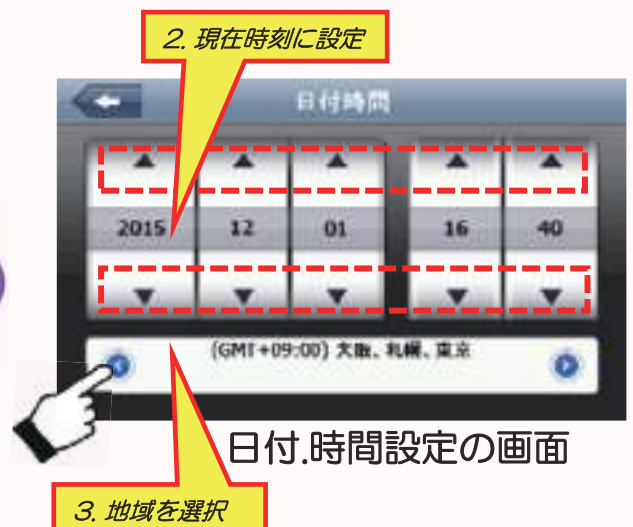 2. 現在時刻に設定
日付時間
2015 12 01 16 40
(GMT+09:00) 大阪、札幌、東京
日付.時間設定の画面
3. 地域を選択